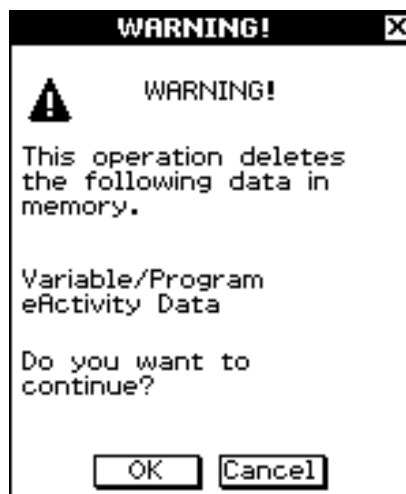 WARNING!
WARNING!
This operation deletes
the following data in
memory.
Variable/Program
eActivity Data
Do you want to
continue?
OK Cancel